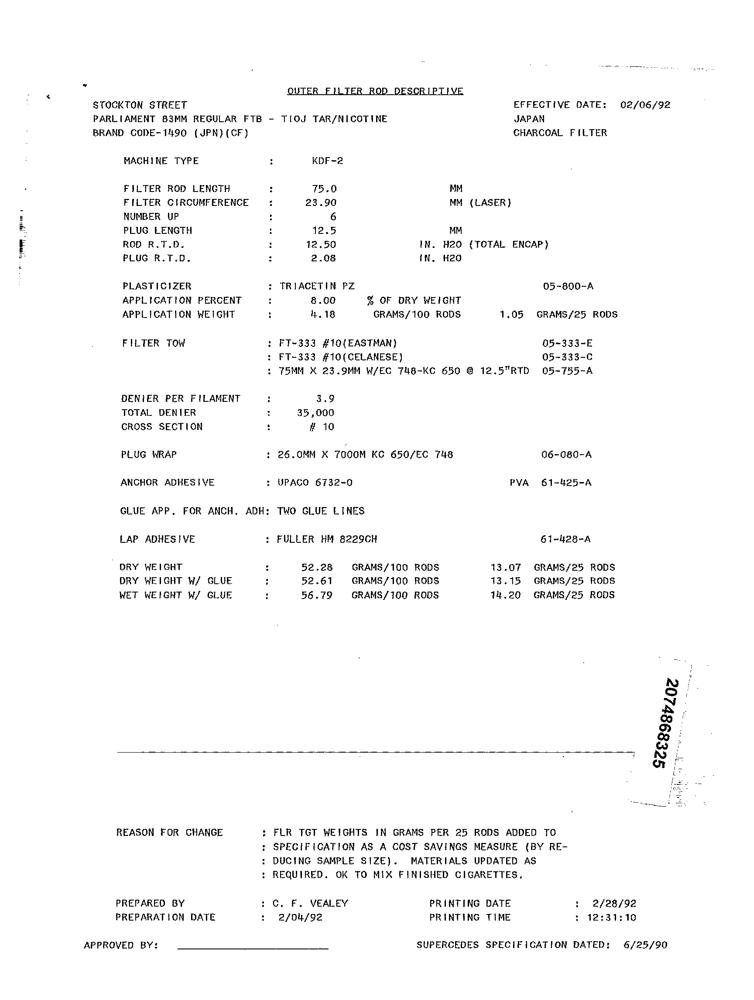 OUTER FILTER ROD DESCRIPTIVE
STOCKTON STREET EFFECTIVE DATE: 02/06/92
PARLIAMENT 83MM REGULAR FTB - TIOJ TAR/NICOTINE JAPAN
BRAND CODE-1490 (JPN)(CF) CHARCOAL FILTER
MACHINE TYPE : KDF-2
FILTER ROD LENGTH : 75.0 MM
FILTER CIRCUMFERENCE : 23.90 MM (LASER)
NUMBER UP : 6
PLUG LENGTH : 12.5 MM
ROD R.T.D. : 12.50 IN. H2O (TOTAL ENCAP)
PLUG R.T.D. : 2.08 IN. H2O
PLASTICIZER : TRIACETIN PZ 05-800-A
APPLICATION PERCENT : 8.00 % OF DRY WEIGHT
APPLICATION WEIGHT : 4.18 GRAMS/100 RODS 1.05 GRAMS/25 RODS
FILTER TOW : FT-333 #10(EASTMAN) 05-333-E
: FT-333 #10(CELANESE) 05-333-C
: 75MM X 23.9MM W/EC 748-KC 650 @ 12.5"RTD 05-755-A
DENIER PER FILAMENT : 3.9
TOTAL DENIER : 35,000
CROSS SECTION : # 10
PLUG WRAP : 26.0MM X 7000M KC 650/EC 748 06-080-A
ANCHOR ADHESIVE : UPACO 6732-0 PVA 61-425-A
GLUE APP. FOR ANCH. ADH: TWO GLUE LINES
LAP ADHESIVE : FULLER HM 8229CH 61-428-A
DRY WEIGHT : 52.28 GRAMS/100 RODS 13.07 GRAMS/25 RODS
DRY WEIGHT W/ GLUE : 52.61 GRAMS/100 RODS 13.15 GRAMS/25 RODS
WET WEIGHT W/ GLUE : 56.79 GRAMS/100 RODS 14.20 GRAMS/25 RODS
2074868325
REASON FOR CHANGE : FLR TGT WEIGHTS IN GRAMS PER 25 RODS ADDED TO
: SPECIFICATION AS A COST SAVINGS MEASURE (BY RE-
: DUCING SAMPLE SIZE). MATERIALS UPDATED AS
: REQUIRED. OK TO MIX FINISHED CIGARETTES.
PREPARED BY : C. F. VEALEY PRINTING DATE : 2/28/92
PREPARATION DATE : 2/04/92 PRINTING TIME : 12:31:10
APPROVED BY: SUPERCEDES SPECIFICATION DATED: 6/25/90